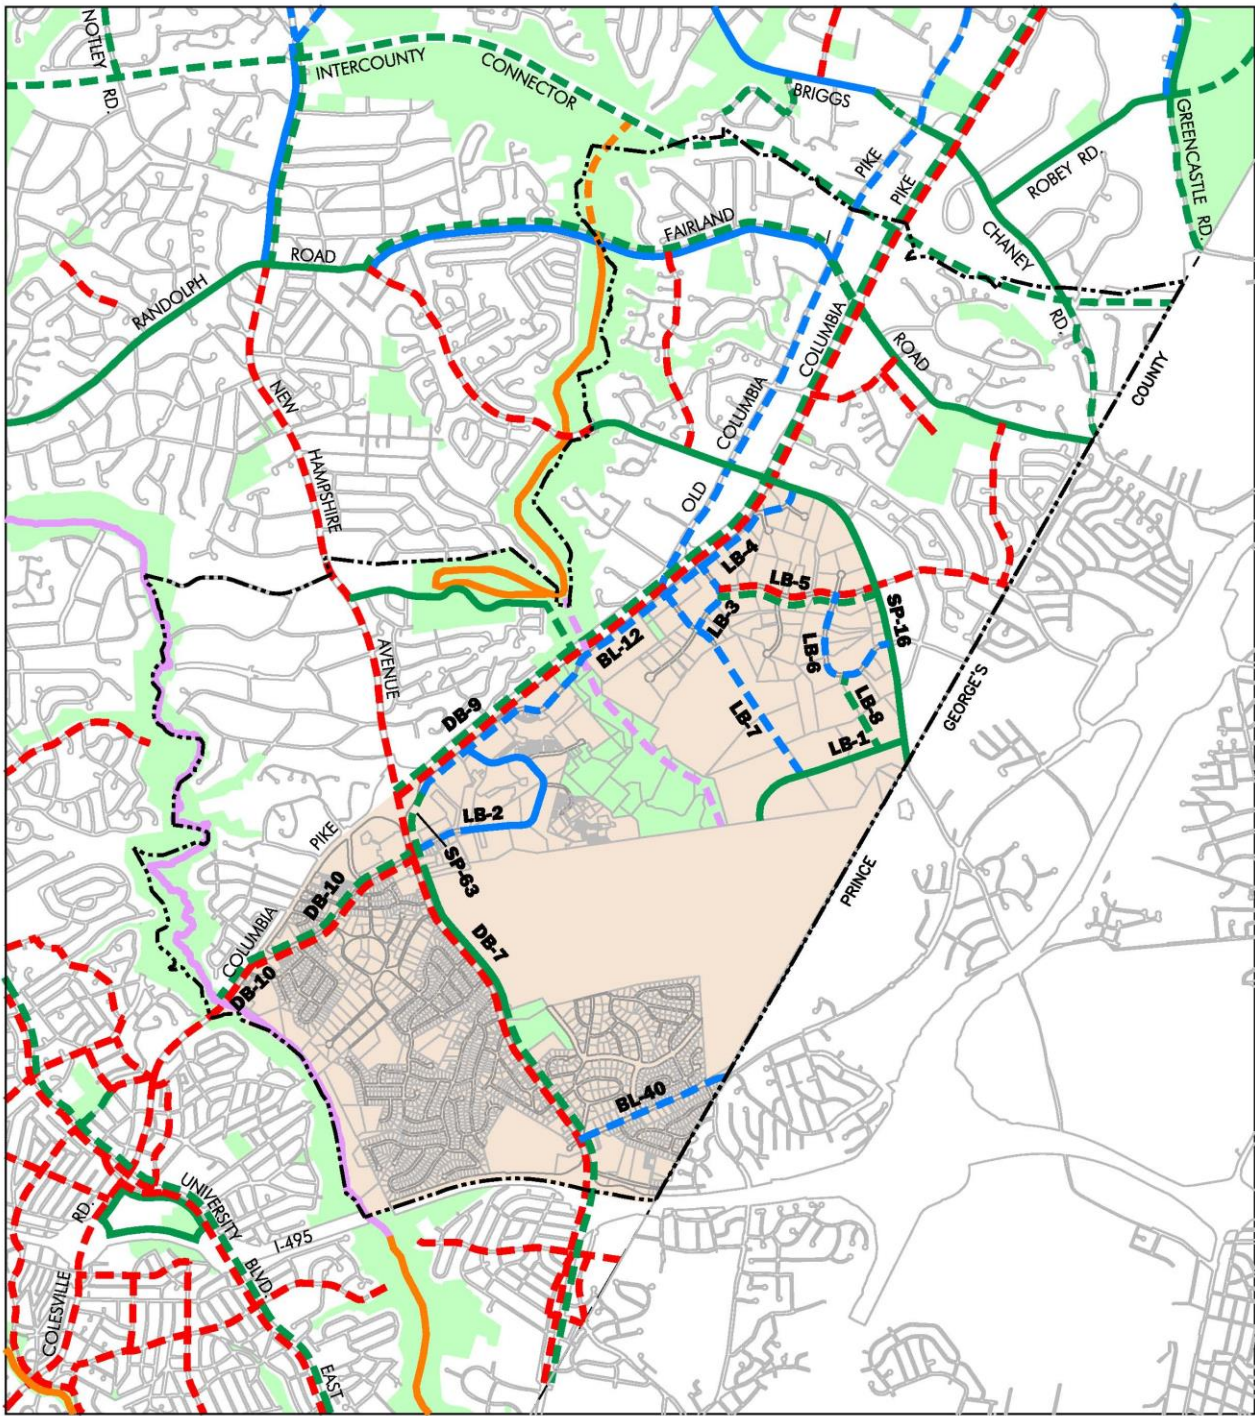 NOTLEY
RD.
INTERCOUNTY
CONNECTOR
BRIGGS
PIKE
PIKE
ROBEY RD.
GREENCASTLE RD.
FAIRLAND
CHANEY
RD.
ROAD
RANDOLPH
COLUMBIA
ROAD
COUNTY
NEW
HAMPSHIRE
COLUMBIA
OLD
LB-4
LB-5
LB-3
SP-16
BL-12
LB-6
AVENUE
GEORGE'S
DB-9
LB-7
LB-8
LB-1
LB-2
PIKE
SP-63
PRINCE
DB-10
COLUMBIA
DB-7
DB-10
BL-40
UNIVERSITY
RD.
I-495
BLVD.
COLESVILLE
EAST